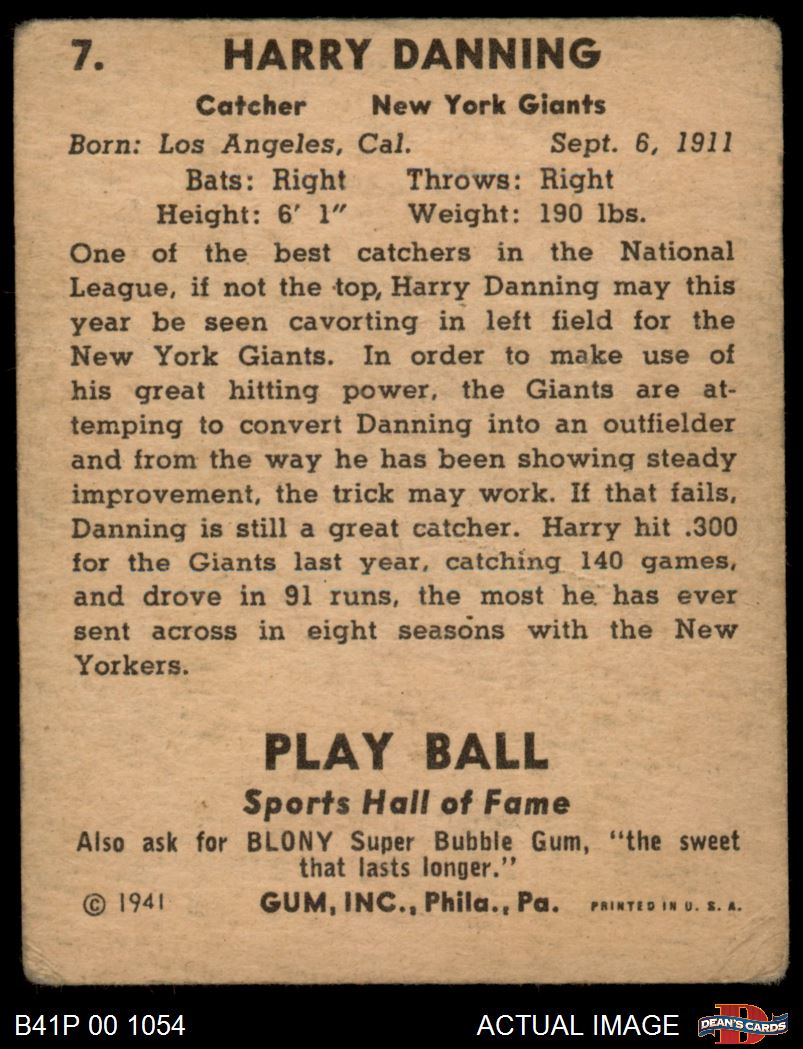 7. HARRY DANNING
Catcher New York Giants
Born: Los Angeles, Cal. Sept. 6, 1911
Bats: Right Throws: Right
Height: 6' 1" Weight: 190 lbs.
One of the best catchers in the National
League, if not the top, Harry Danning may this
year be seen cavorting in left field for the
New York Giants. In order to make use of
his great hitting power, the Giants are at-
temping to convert Danning into an outfielder
and from the way he has been showing steady
improvement, the trick may work. If that fails,
Danning is still a great catcher. Harry hit .300
for the Giants last year, catching 140 games,
and drove in 91 runs, the most he has ever
sent across in eight seasons with the New
Yorkers.
PLAY BALL
Sports Hall of Fame
Also ask for BLONY Super Bubble Gum, "the sweet
that lasts longer."
© 1941 GUM, INC., Phila., Pa. PRINTED IN U. S. A.
B41P 00 1054 ACTUAL IMAGE D DEAN'S CARDS